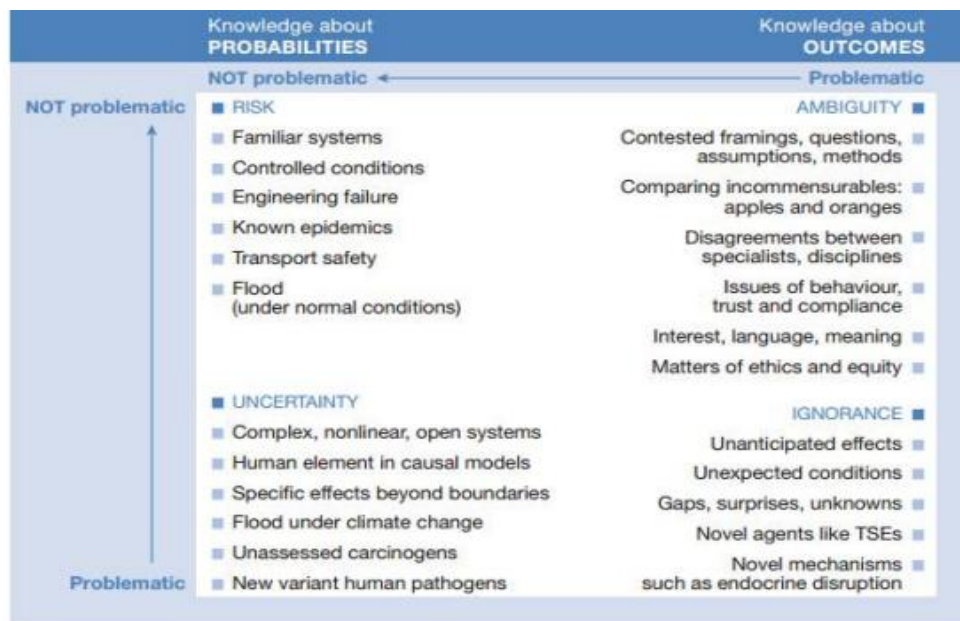 Knowledge about
PROBABILITIES
Knowledge about
OUTCOMES
NOT problematic
Problematic
NOT problematic
Problematic
RISK
Familiar systems
Controlled conditions
Engineering failure
Known epidemics
Transport safety
Flood
(under normal conditions)
AMBIGUITY
Contested framings, questions,
assumptions, methods
Comparing incommensurables:
apples and oranges
Disagreements between
specialists, disciplines
Issues of behaviour,
trust and compliance
Interest, language, meaning
Matters of ethics and equity
UNCERTAINTY
Complex, nonlinear, open systems
Human element in causal models
Specific effects beyond boundaries
Flood under climate change
Unassessed carcinogens
New variant human pathogens
IGNORANCE
Unanticipated effects
Unexpected conditions
Gaps, surprises, unknowns
Novel agents like TSEs
Novel mechanisms
such as endocrine disruption